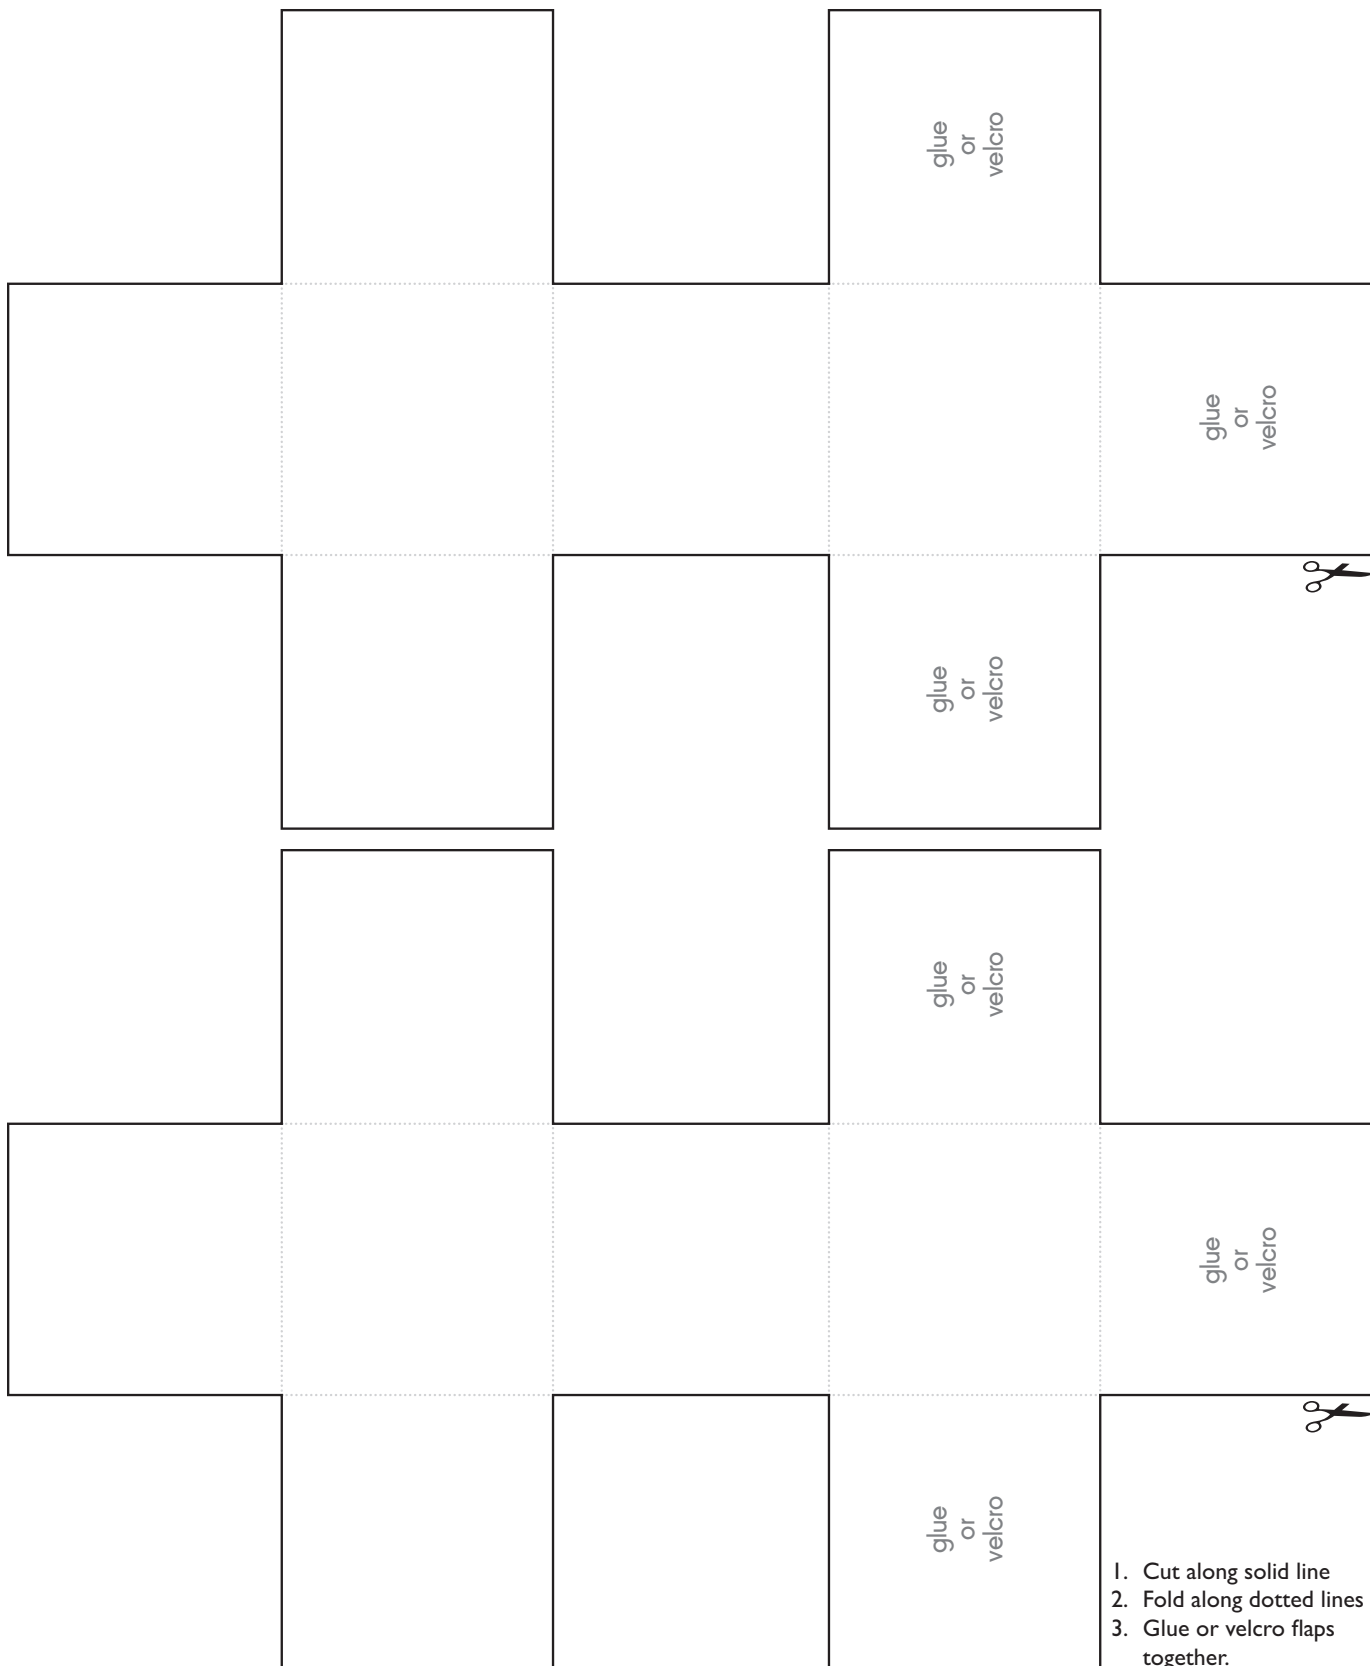 glue
or
velcro
glue
or
velcro
glue
or
velcro
glue
or
velcro
glue
or
velcro
glue
or
velcro
1. Cut along solid line
2. Fold along dotted lines
3. Glue or velcro flaps
together.